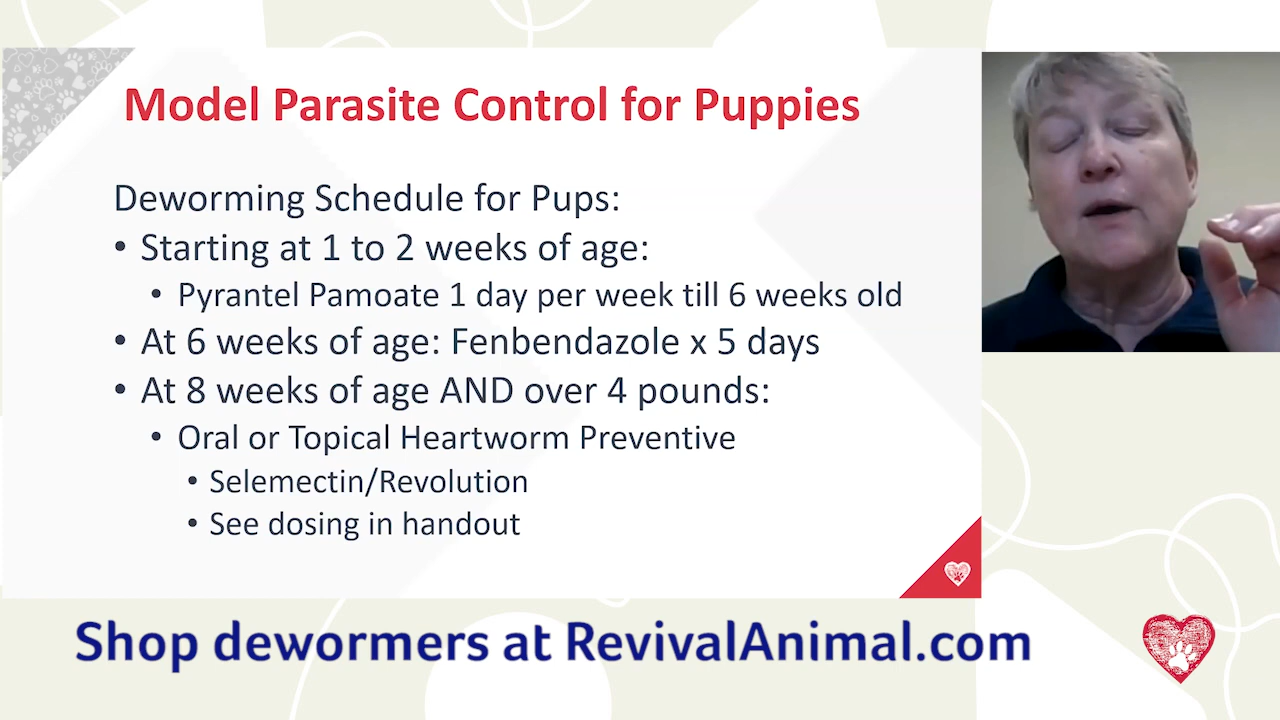 Model Parasite Control for Puppies
Deworming Schedule for Pups:
• Starting at 1 to 2 weeks of age:
• Pyrantel Pamoate 1 day per week till 6 weeks old
• At 6 weeks of age: Fenbendazole x 5 days
• At 8 weeks of age AND over 4 pounds:
• Oral or Topical Heartworm Preventive
• Selemectin/Revolution
• See dosing in handout
Shop dewormers at RevivalAnimal.com